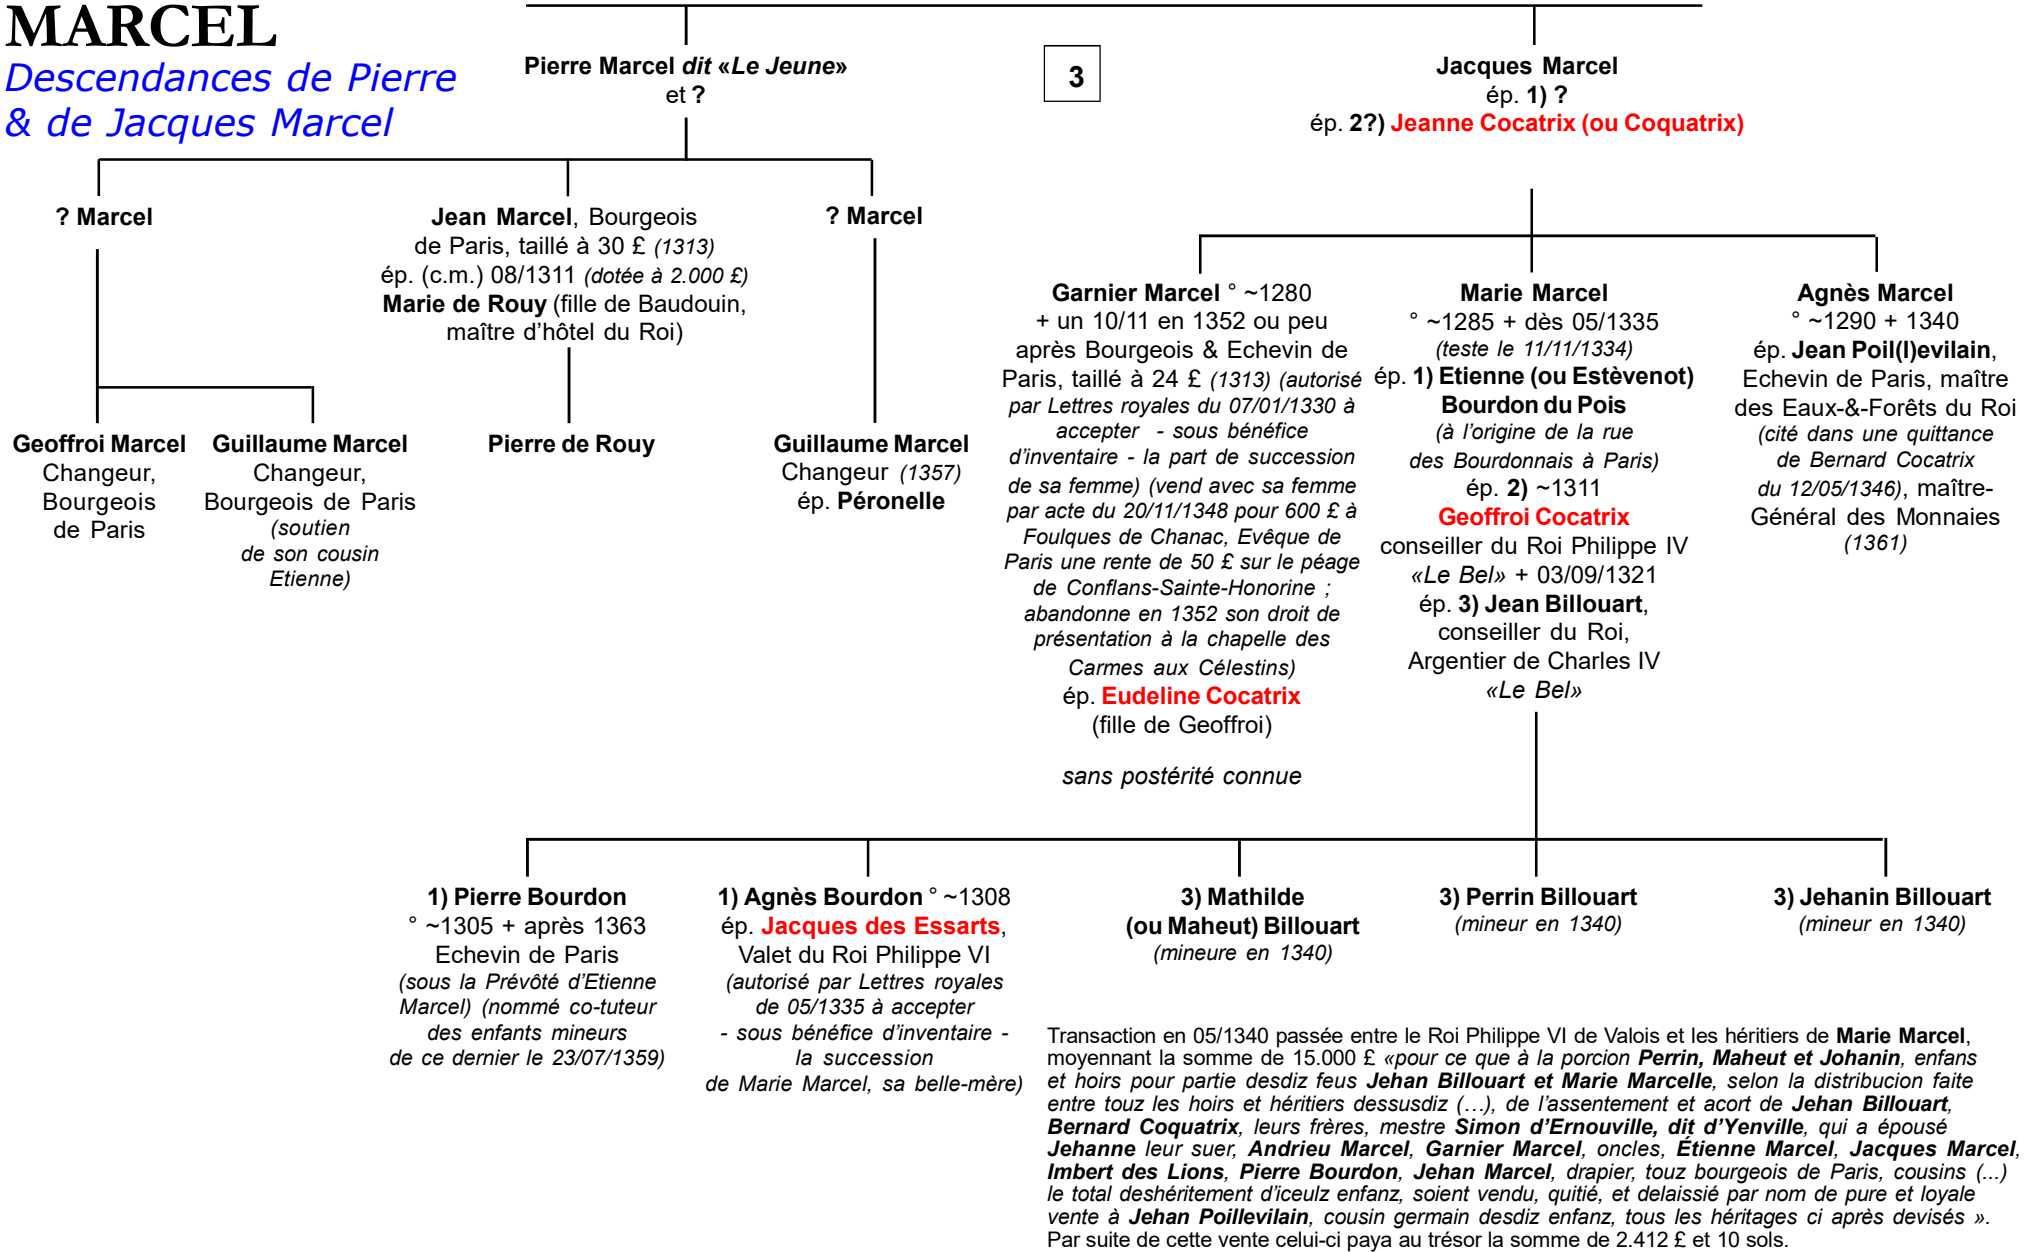 MARCEL
Descendances de Pierre
& de Jacques Marcel
Pierre Marcel dit «Le Jeune»
et ?
3
Jacques Marcel
ép. 1) ?
ép. 2?) Jeanne Cocatrix (ou Coquatrix)
? Marcel
Jean Marcel, Bourgeois
de Paris, taillé à 30 £ (1313)
ép. (c.m.) 08/1311 (dotée à 2.000 £)
Marie de Rouy (fille de Baudouin,
maître d’hôtel du Roi)
? Marcel
Geoffroi Marcel
Changeur,
Bourgeois
de Paris
Guillaume Marcel
Changeur,
Bourgeois de Paris
(soutien
de son cousin
Etienne)
Pierre de Rouy
Guillaume Marcel
Changeur (1357)
ép. Péronelle
Garnier Marcel ° ~1280
+ un 10/11 en 1352 ou peu
après Bourgeois & Echevin de
Paris, taillé à 24 £ (1313) (autorisé
par Lettres royales du 07/01/1330 à
accepter - sous bénéfice
d’inventaire - la part de succession
de sa femme) (vend avec sa femme
par acte du 20/11/1348 pour 600 £ à
Foulques de Chanac, Evêque de
Paris une rente de 50 £ sur le péage
de Conflans-Sainte-Honorine ;
abandonne en 1352 son droit de
présentation à la chapelle des
Carmes aux Célestins)
ép. Eudeline Cocatrix
(fille de Geoffroi)
sans postérité connue
Marie Marcel
° ~1285 + dès 05/1335
(teste le 11/11/1334)
ép. 1) Etienne (ou Estèvenot)
Bourdon du Pois
(à l’origine de la rue
des Bourdonnais à Paris)
ép. 2) ~1311
Geoffroi Cocatrix
conseiller du Roi Philippe IV
«Le Bel» + 03/09/1321
ép. 3) Jean Billouart,
conseiller du Roi,
Argentier de Charles IV
«Le Bel»
Agnès Marcel
° ~1290 + 1340
ép. Jean Poil(l)evilain,
Echevin de Paris, maître
des Eaux-&-Forêts du Roi
(cité dans une quittance
de Bernard Cocatrix
du 12/05/1346), maître-
Général des Monnaies
(1361)
1) Pierre Bourdon
° ~1305 + après 1363
Echevin de Paris
(sous la Prévôté d’Etienne
Marcel) (nommé co-tuteur
des enfants mineurs
de ce dernier le 23/07/1359)
1) Agnès Bourdon ° ~1308
ép. Jacques des Essarts,
Valet du Roi Philippe VI
(autorisé par Lettres royales
de 05/1335 à accepter
- sous bénéfice d’inventaire -
la succession
de Marie Marcel, sa belle-mère)
3) Mathilde
(ou Maheut) Billouart
(mineure en 1340)
3) Perrin Billouart
(mineur en 1340)
3) Jehanin Billouart
(mineur en 1340)
Transaction en 05/1340 passée entre le Roi Philippe VI de Valois et les héritiers de Marie Marcel,
moyennant la somme de 15.000 £ «pour ce que à la porcion Perrin, Maheut et Johanin, enfans
et hoirs pour partie desdiz feus Jehan Billouart et Marie Marcelle, selon la distribucion faite
entre touz les hoirs et héritiers dessusdiz (…), de l’assentement et acort de Jehan Billouart,
Bernard Coquatrix, leurs frères, mestre Simon d’Ernouville, dit d’Yenville, qui a épousé
Jehanne leur suer, Andrieu Marcel, Garnier Marcel, oncles, Étienne Marcel, Jacques Marcel,
Imbert des Lions, Pierre Bourdon, Jehan Marcel, drapier, touz bourgeois de Paris, cousins (...)
le total deshéritement d’iceulz enfanz, soient vendu, quitié, et delaissié par nom de pure et loyale
vente à Jehan Poillevilain, cousin germain desdiz enfanz, tous les héritages ci après devisés ».
Par suite de cette vente celui-ci paya au trésor la somme de 2.412 £ et 10 sols.